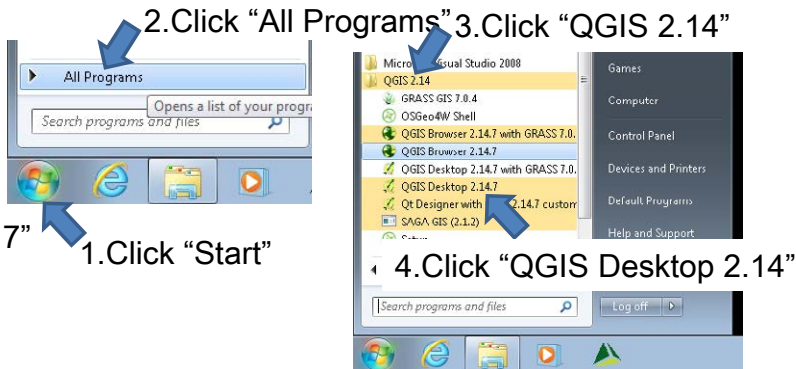 2.Click “All Programs”
3.Click “QGIS 2.14”
All Programs
Opens a list of your progra
Search programs and files
7”
1.Click “Start”
Visual Studio 2008
QGIS 2.14
GRASS GIS 7.0.4
OSGeo4W Shell
QGIS Browser 2.14.7 with GRASS 7.0.
QGIS Browser 2.14.7
QGIS Desktop 2.14.7 with GRASS 7.0.
QGIS Desktop 2.14.7
Qt Designer with 2.14.7 custom
SAGA GIS (2.1.2)
4.Click “QGIS Desktop 2.14”
Search programs and files
Games
Computer
Control Panel
Devices and Printers
Default Programs
Help and Support
Log off